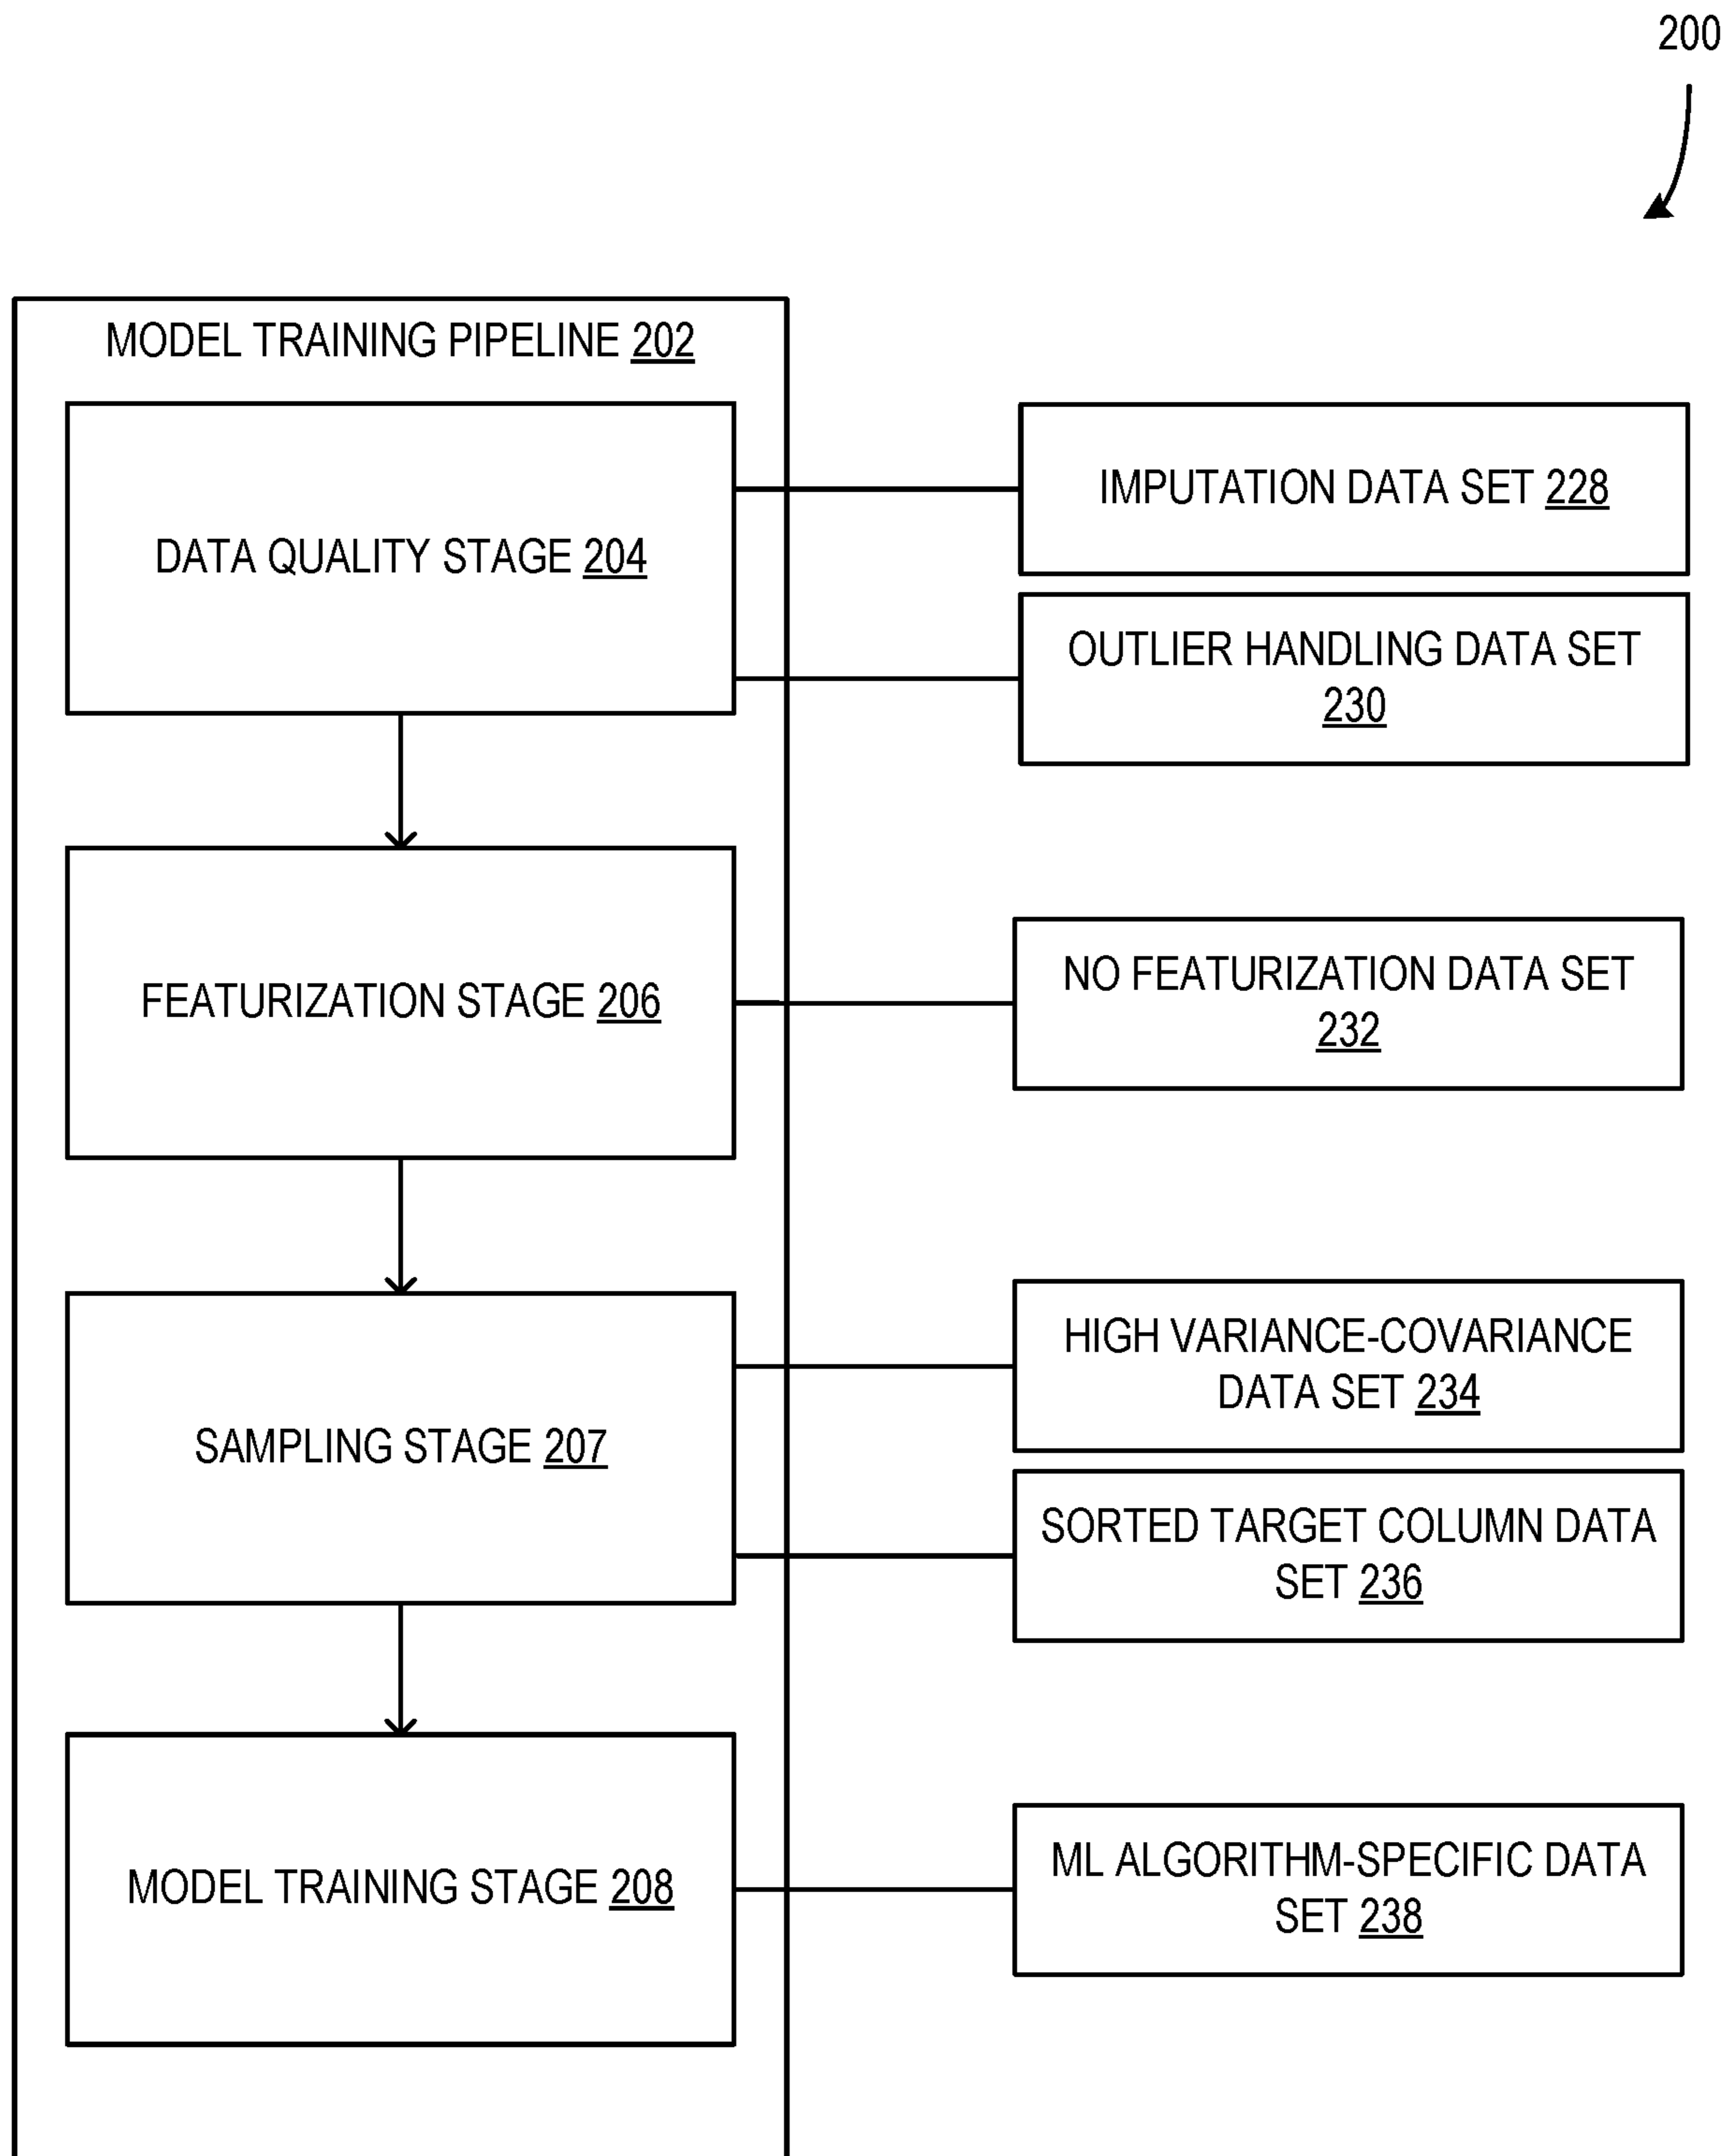 200
MODEL TRAINING PIPELINE 202
DATA QUALITY STAGE 204
IMPUTATION DATA SET 228
OUTLIER HANDLING DATA SET
230
FEATURIZATION STAGE 206
NO FEATURIZATION DATA SET
232
SAMPLING STAGE 207
HIGH VARIANCE-COVARIANCE
DATA SET 234
SORTED TARGET COLUMN DATA
SET 236
MODEL TRAINING STAGE 208
ML ALGORITHM-SPECIFIC DATA
SET 238